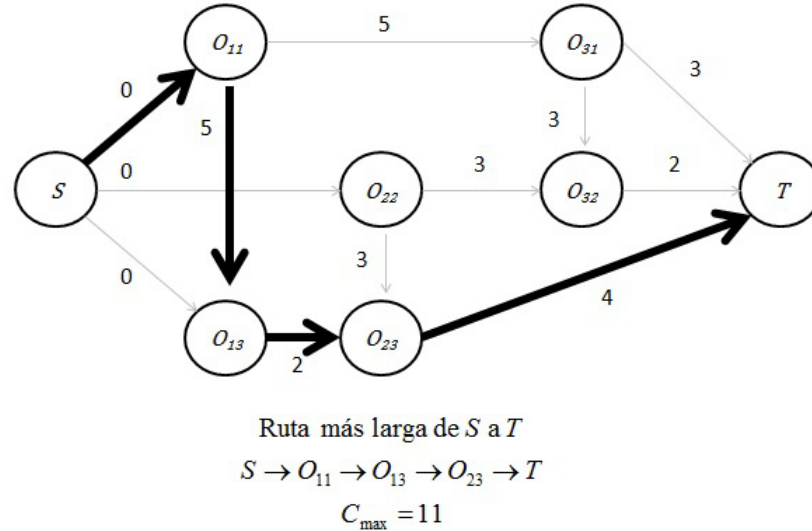 O₁₁ 5 O₃₁
0 5 3 3
S 0 O₂₂ 3 O₃₂ 2 T
0 3 4
O₁₃ 2 O₂₃
Ruta más larga de S a T
S → O₁₁ → O₁₃ → O₂₃ → T
C_max = 11